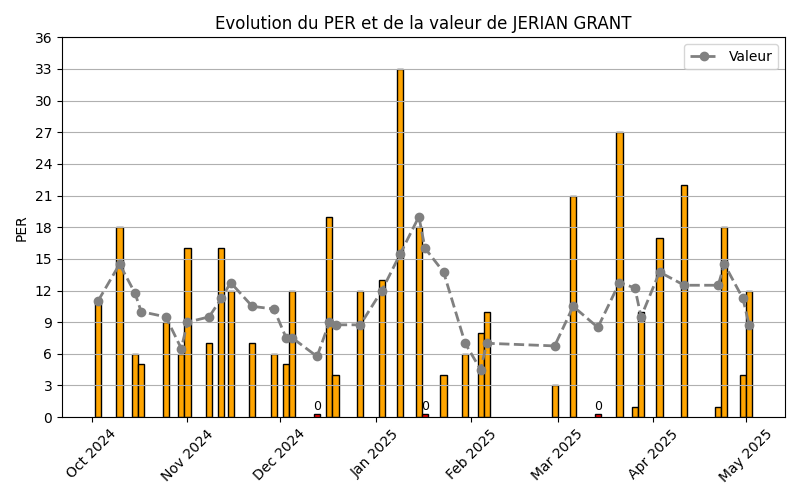 Evolution du PER et de la valeur de JERIAN GRANT
Valeur
PER
36
33
30
27
24
21
18
15
12
9
6
3
0
0
0
0
Oct 2024
Nov 2024
Dec 2024
Jan 2025
Feb 2025
Mar 2025
Apr 2025
May 2025